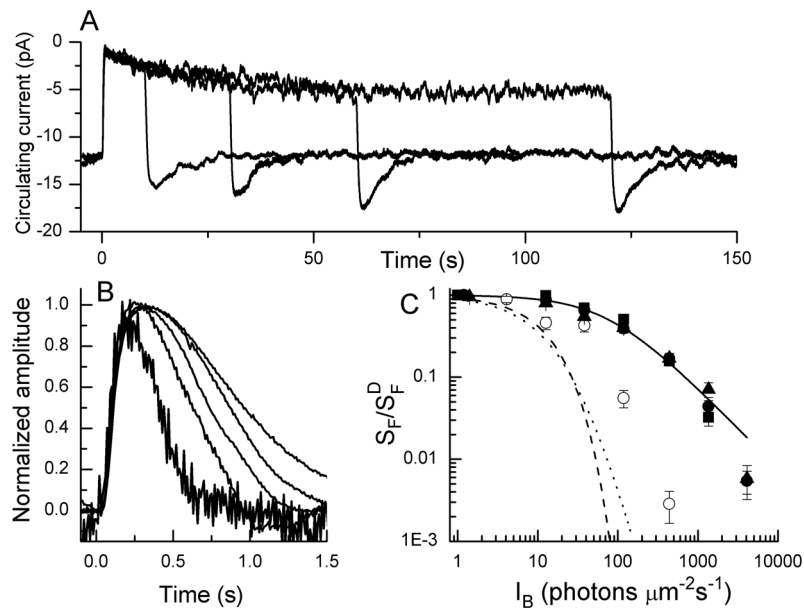 A
Circulating current (pA)
0
-5
-10
-15
-20
0
50
100
150
Time (s)
B
Normalized amplitude
1.0
0.8
0.6
0.4
0.2
0.0
0.0
0.5
1.0
1.5
Time (s)
C
S_F/S_F^D
1
0.1
0.01
1E-3
1
10
100
1000
10000
I_B (photons μm⁻²s⁻¹)